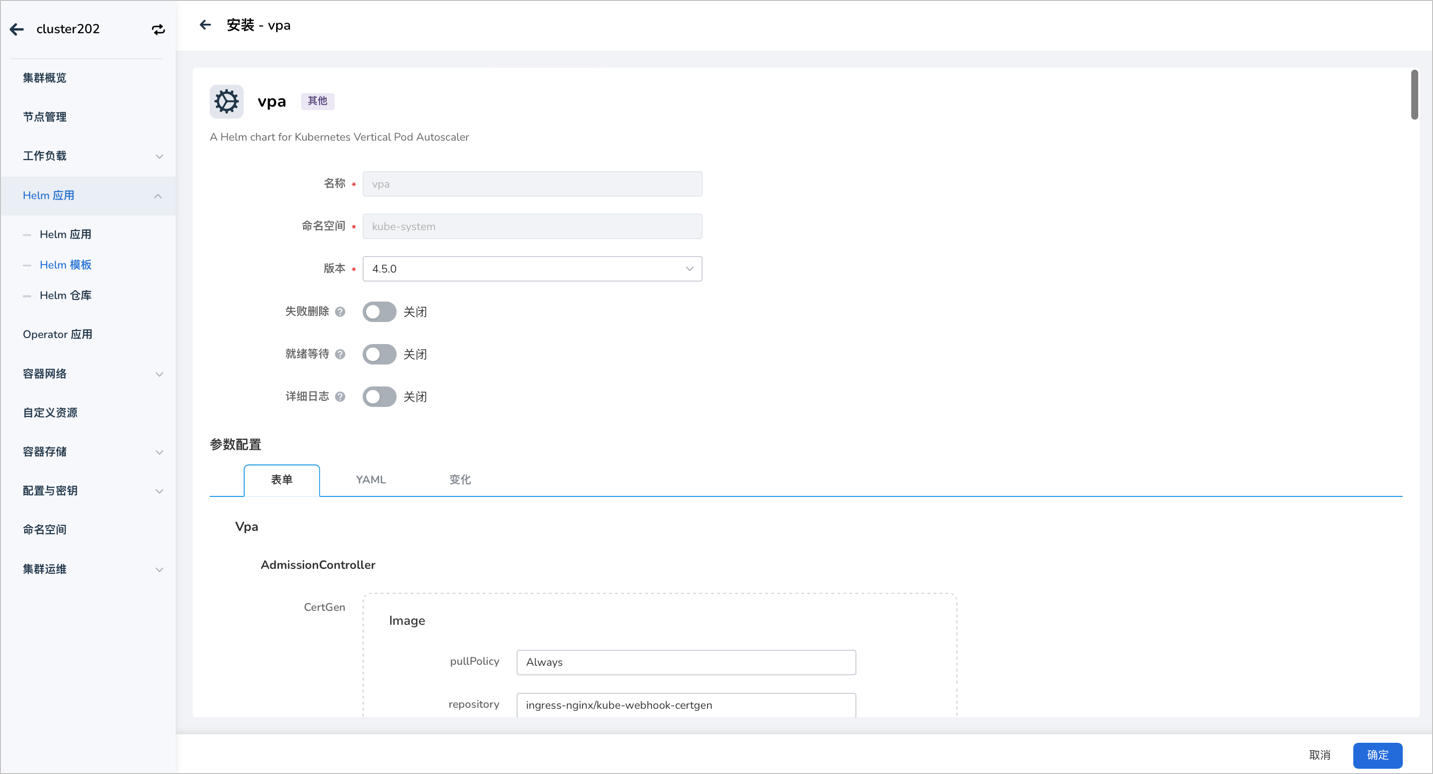 cluster202
集群概览
节点管理
工作负载
Helm 应用
Helm 应用
Helm 模板
Helm 仓库
Operator 应用
容器网络
自定义资源
容器存储
配置与密钥
命名空间
集群运维
安装 - vpa
vpa 其他
A Helm chart for Kubernetes Vertical Pod Autoscaler
名称 * vpa
命名空间 * kube-system
版本 * 4.5.0
失败删除 ? 关闭
就绪等待 ? 关闭
详细日志 ? 关闭
参数配置
表单 YAML 变化
Vpa
AdmissionController
CertGen
Image
pullPolicy Always
repository ingress-nginx/kube-webhook-certgen
取消 确定